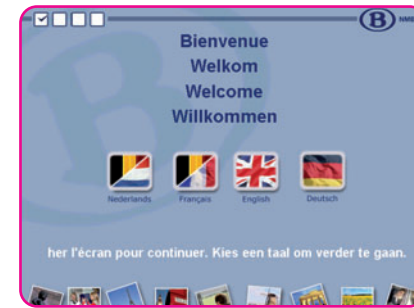 B NMB
Bienvenue
Welkom
Welcome
Willkommen
Nederlands Français English Deutsch
her l'écran pour continuer. Kies een taal om verder te gaan.